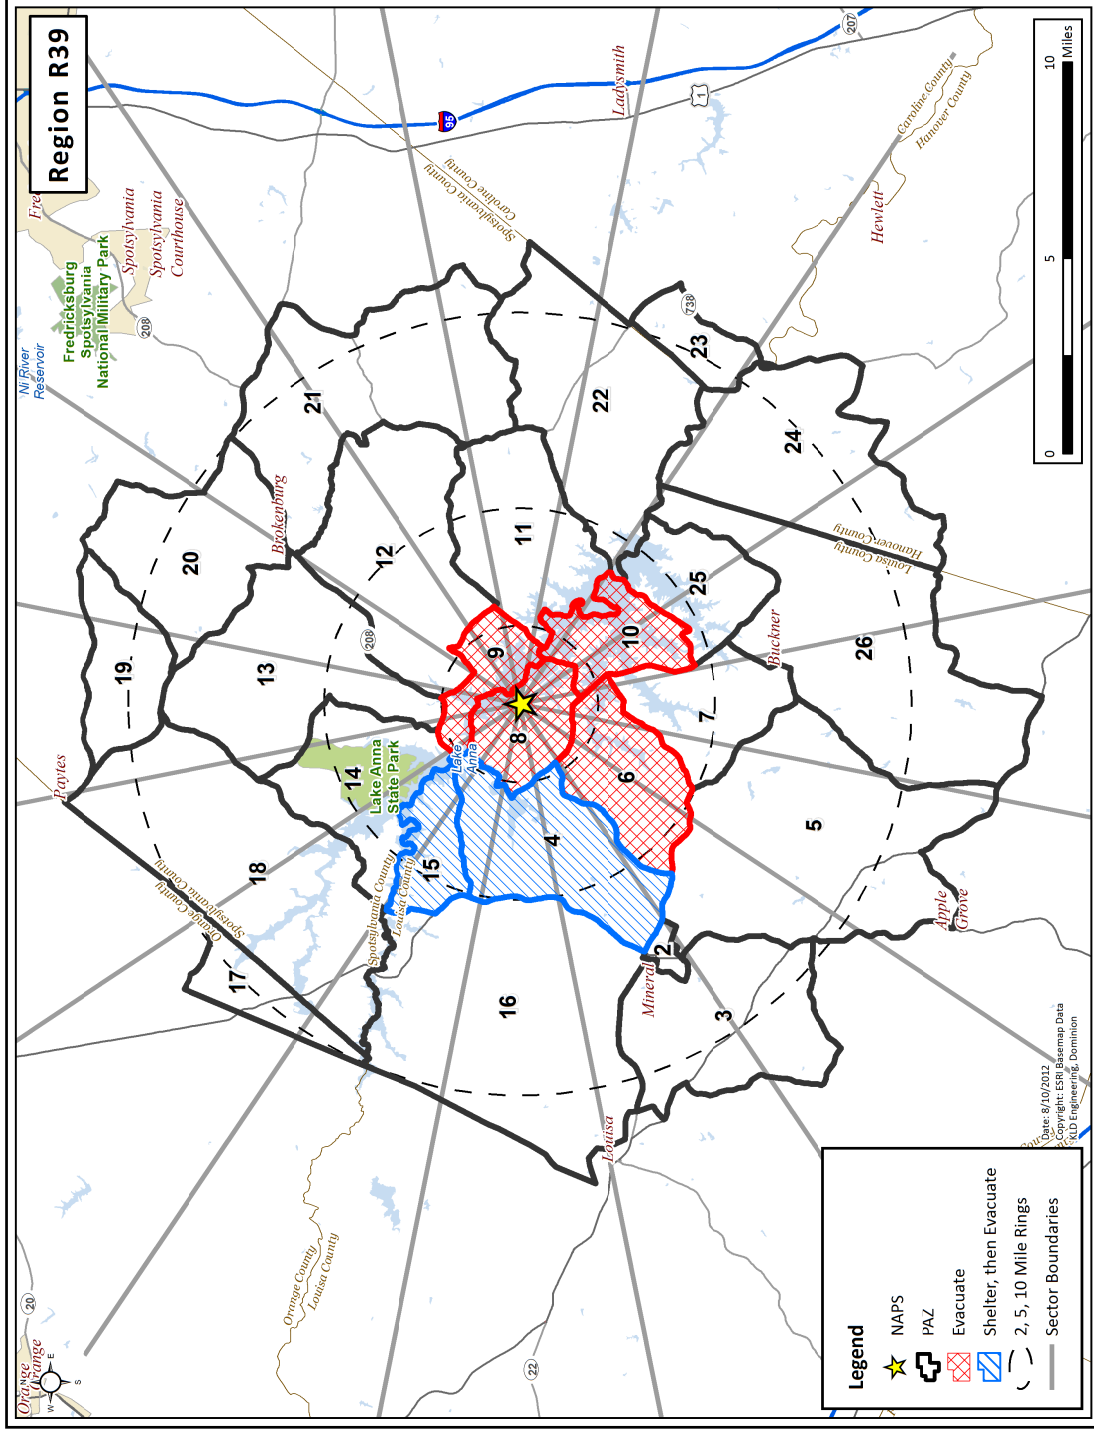 Region R39
Fre
Spotsylvania
Spotsylvania
Courthouse
Fredricksburg
Spotsylvania
National Military Park
Ni River
Reservoir
208
207
95
1
Ladysmith
Spotsylvania County
Caroline County
Caroline County
Hanover County
Hewlett
738
10
Miles
5
0
20
21
22
23
24
Brokenburg
12
11
19
13
208
9
10
25
8
Lake
Anna
Hanover County
Louisa County
Buckner
26
7
6
Payies
14
Lake Anna
State Park
15
4
5
18
Orange County
Spotsylvania County
Spotsylvania County
Louisa County
17
16
2
Mineral
3
Apple
Grove
Louisa
Orange County
Louisa County
20
22
Orange
Orange
N
E
S
W
Date: 8/10/2012
Copyright: ESRI Basemap Data
KLD Engineering, Dominion
Legend
NAPS
PAZ
Evacuate
Shelter, then Evacuate
2, 5, 10 Mile Rings
Sector Boundaries